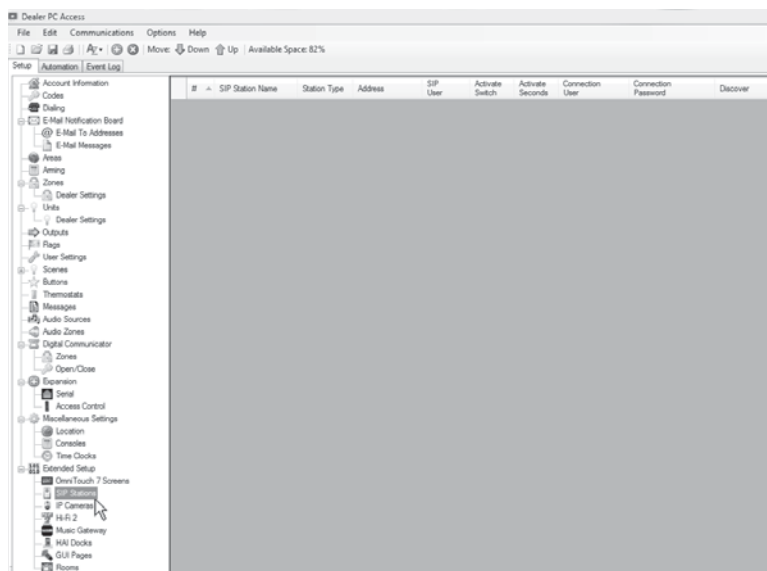 Dealer PC Access
File Edit Communications Options Help
Move: Down Up Available Space: 82%
Setup Automation Event Log
# SIP Station Name Station Type Address SIP User Activate Switch Activate Seconds Connection User Connection Password Discover
Account Information
Codes
Dialing
E-Mail Notification Board
E-Mail To Addresses
E-Mail Messages
Areas
Arming
Zones
Dealer Settings
Units
Dealer Settings
Outputs
Flags
User Settings
Scenes
Buttons
Thermostats
Messages
Audio Sources
Audio Zones
Digital Communicator
Zones
Open/Close
Expansion
Serial
Access Control
Miscellaneous Settings
Location
Consoles
Time Clocks
Extended Setup
OmniTouch 7 Screens
SIP Stations
IP Cameras
Hi-Fi 2
Music Gateway
HAI Docks
GUI Pages
Rooms